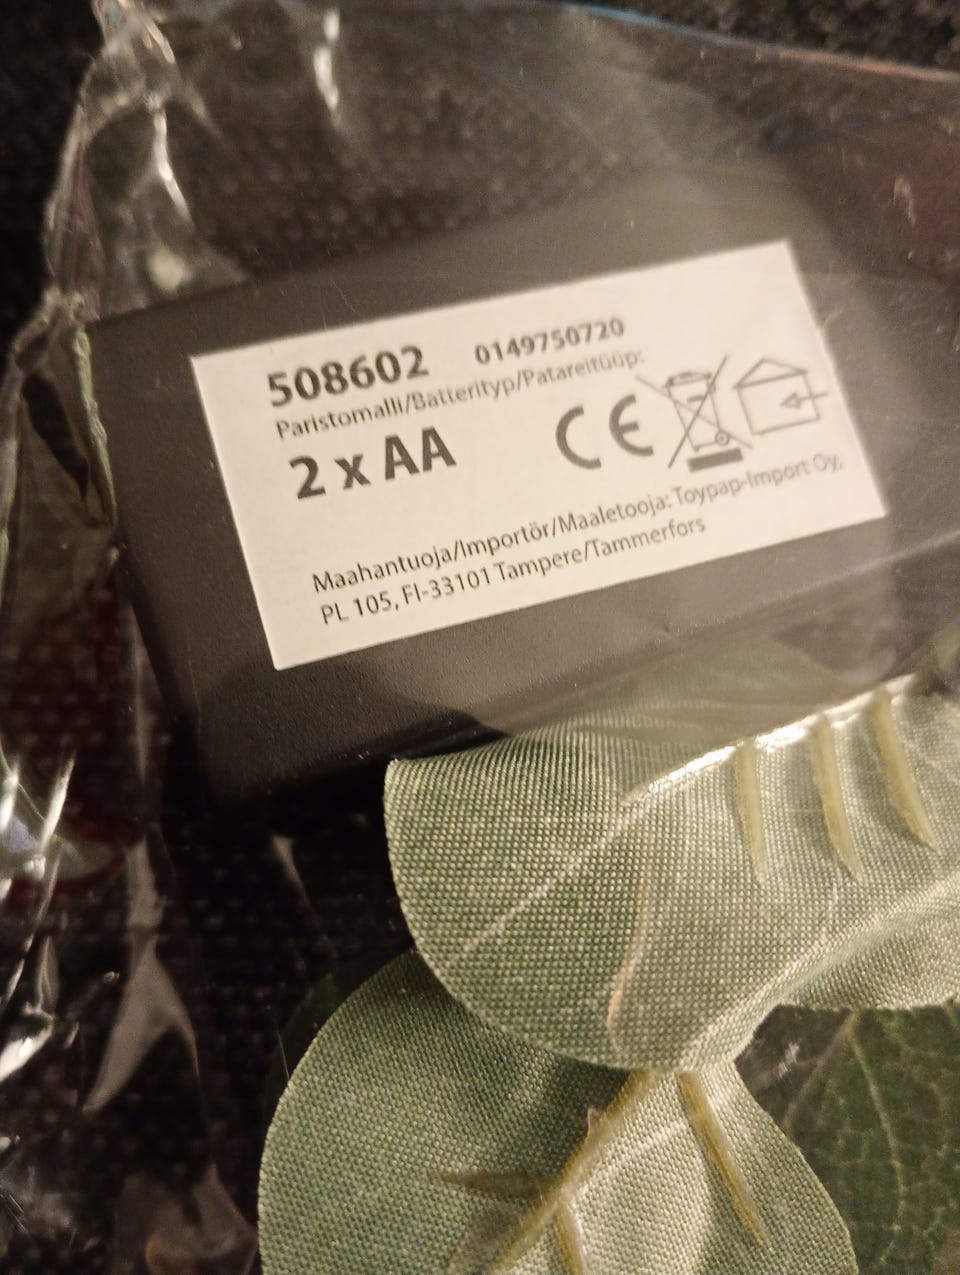 508602 0149750720
Paristomalli/Batterityp/Patareitüüp:
2 x AA
CE
Maahantuoja/Importör/Maaletooja: Toypap-Import Oy,
PL 105, FI-33101 Tampere/Tammerfors